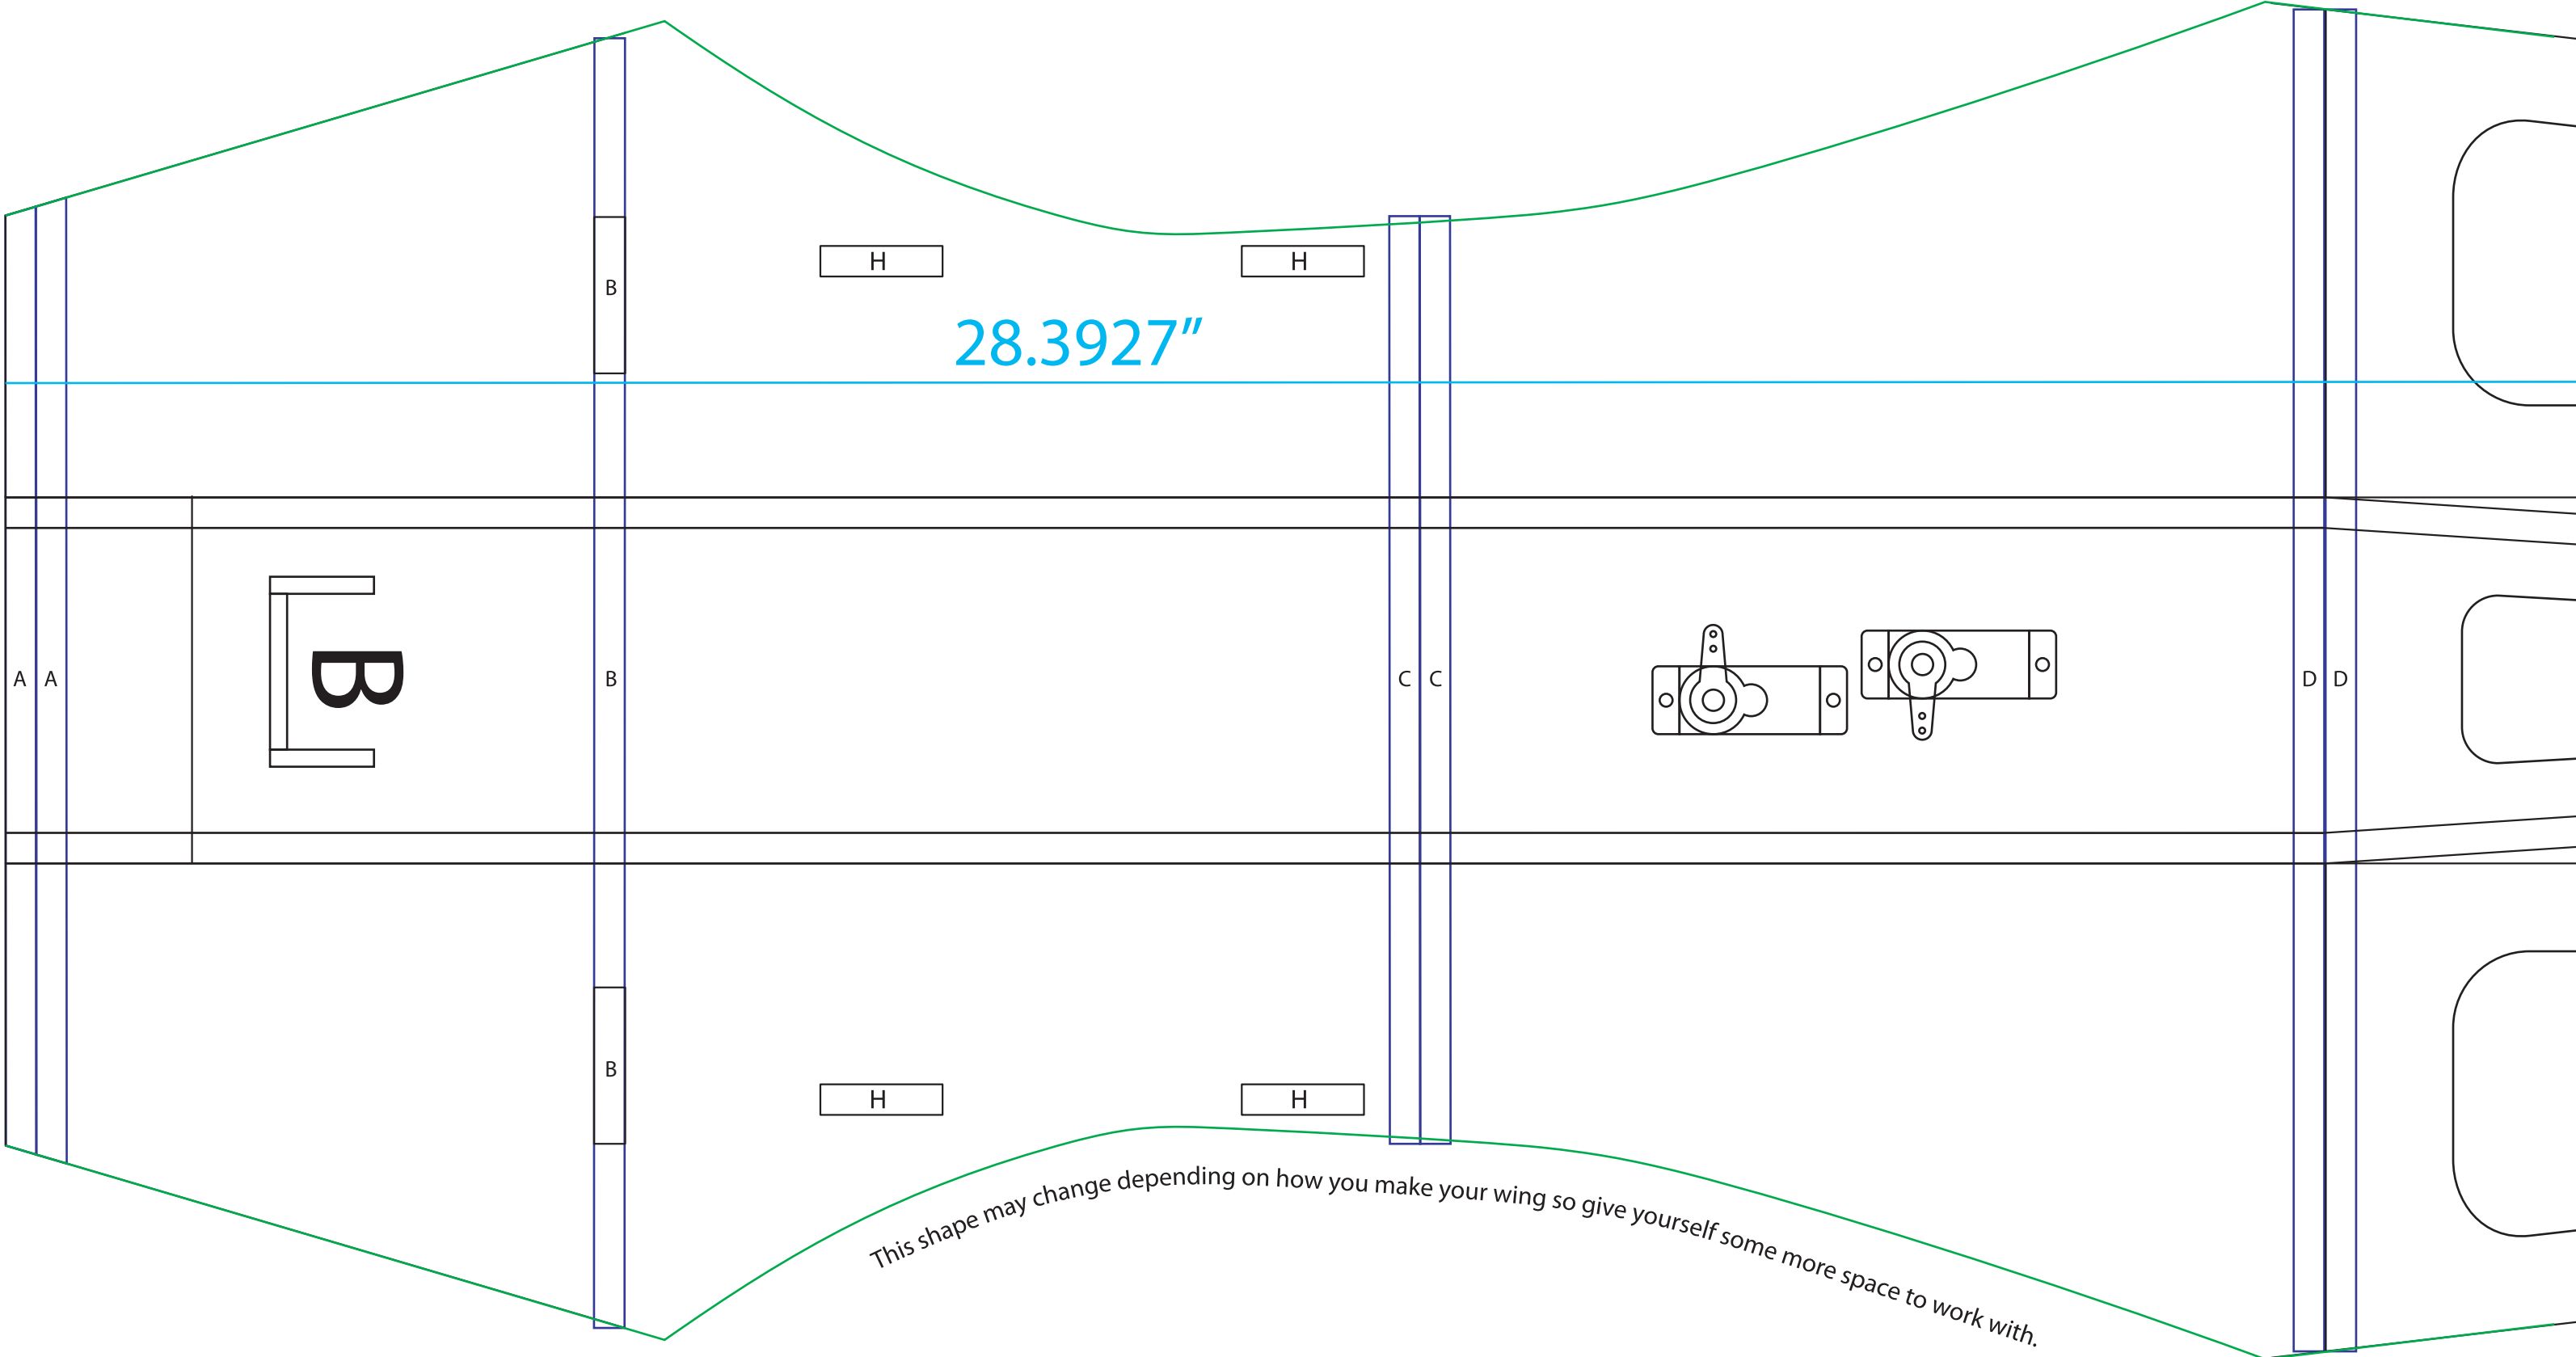 H
H
B
28.3927″
A
A
B
B
C
C
D
D
B
H
H
This shape may change depending on how you make your wing so give yourself some more space to work with.